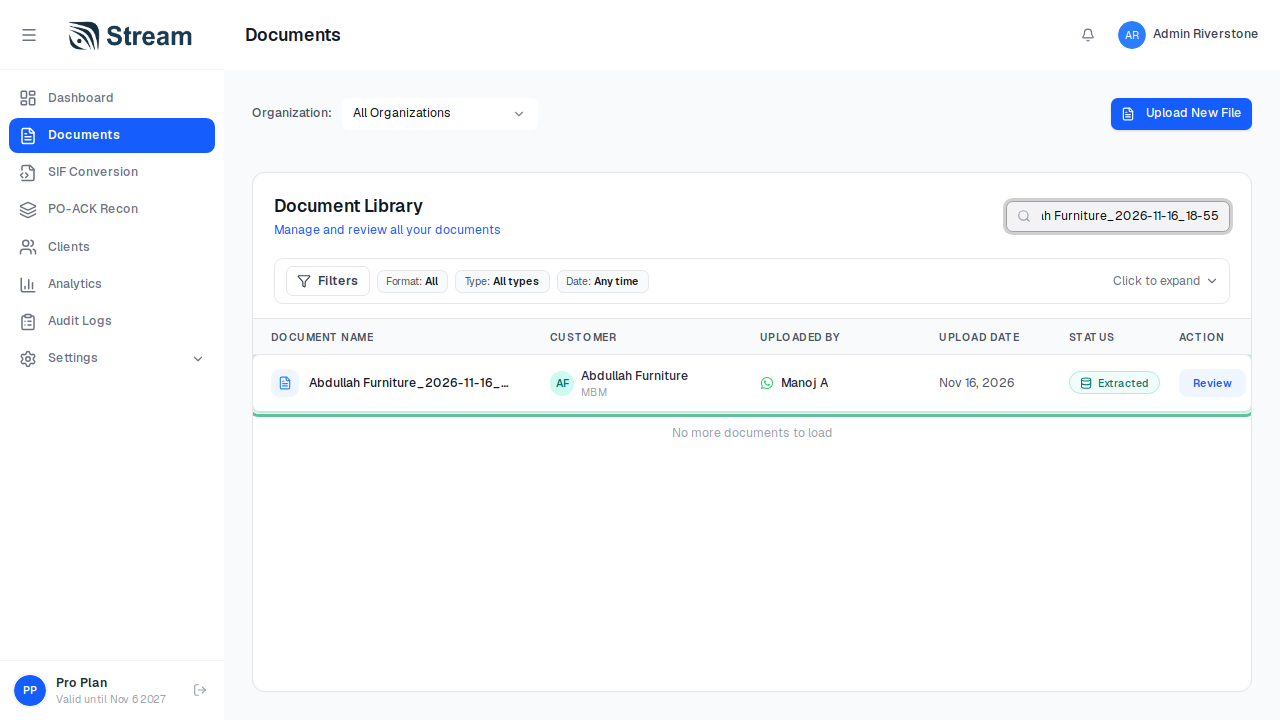 Stream
Documents
AR
Admin Riverstone
Dashboard
Documents
SIF Conversion
PO-ACK Recon
Clients
Analytics
Audit Logs
Settings
Organization:
All Organizations
Upload New File
Document Library
Manage and review all your documents
ah Furniture_2026-11-16_18-55
Filters
Format: All
Type: All types
Date: Any time
Click to expand
DOCUMENT NAME
CUSTOMER
UPLOADED BY
UPLOAD DATE
STATUS
ACTION
Abdullah Furniture_2026-11-16_...
AF
Abdullah Furniture
MBM
Manoj A
Nov 16, 2026
Extracted
Review
No more documents to load
PP
Pro Plan
Valid until Nov 6 2027